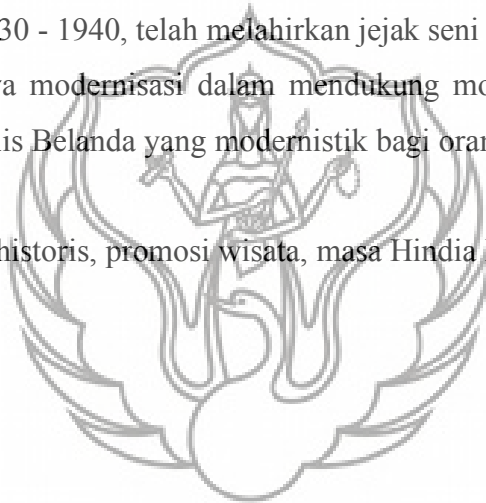 30 - 1940, telah melahirkan jejak seni
a modernisasi dalam mendukung mo
is Belanda yang modernistik bagi oran
historis, promosi wisata, masa Hindia